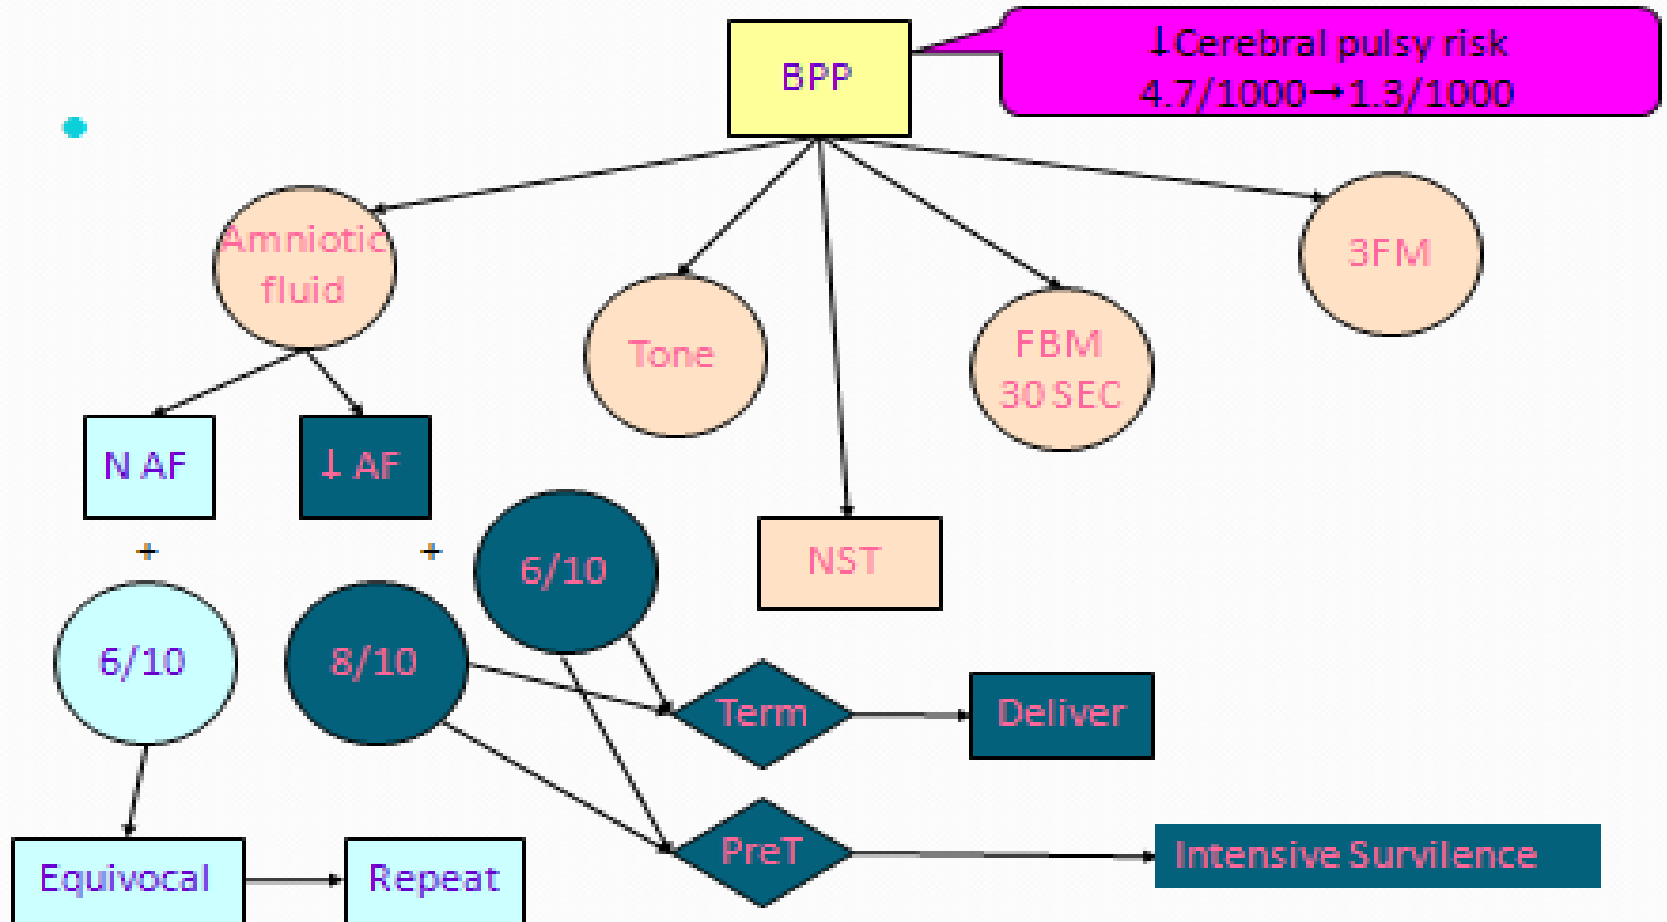 BPP
↓Cerebral pulsy risk
4.7/1000→1.3/1000
Amniotic
fluid
Tone
NST
FBM
30 SEC
3FM
N AF
↓ AF
+
+
6/10
8/10
6/10
Term
Deliver
PreT
Intensive Survilence
Equivocal
Repeat